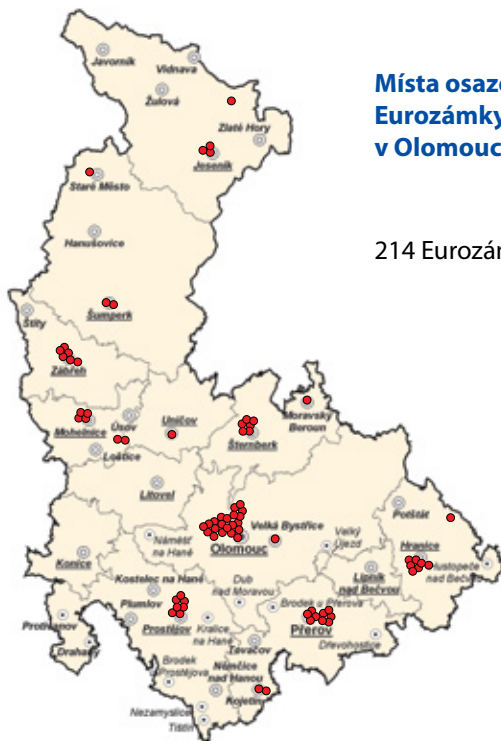 Místa osaze
Eurozámky
v Olomouc
214 Eurozár
Javorník
Vidnava
Žulová
Zlaté Hory
Jeseník
Staré Město
Hanušovice
Šumperk
Štíty
Zábřeh
Mohelnice
Úsov
Uničov
Loštice
Šternberk
Moravský
Beroun
Litovel
Olomouc
Velká Bystřice
Náměšť
na Hané
Velký
Újezd
Potštát
Hranice
Hustopeče
nad Bečvou
Lipník
nad Bečvou
Konice
Kostelec na Hané
Dub
nad Moravou
Brodek u Přerova
Plumlov
Prostějov
Kralice
na Hané
Přerov
Dřevohostice
Protivanov
Drahany
Tovačov
Brodek
u Prostějova
Němčice
nad Hanou
Kojetín
Nezamyslice
Tištín